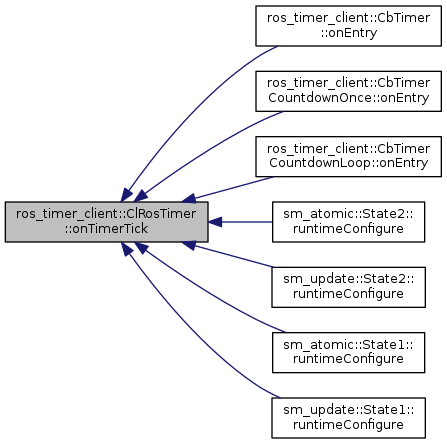 ros_timer_client::CbTimer
::onEntry
ros_timer_client::CbTimer
CountdownOnce::onEntry
ros_timer_client::CbTimer
CountdownLoop::onEntry
ros_timer_client::ClRosTimer
::onTimerTick
sm_atomic::State2::
runtimeConfigure
sm_update::State2::
runtimeConfigure
sm_atomic::State1::
runtimeConfigure
sm_update::State1::
runtimeConfigure